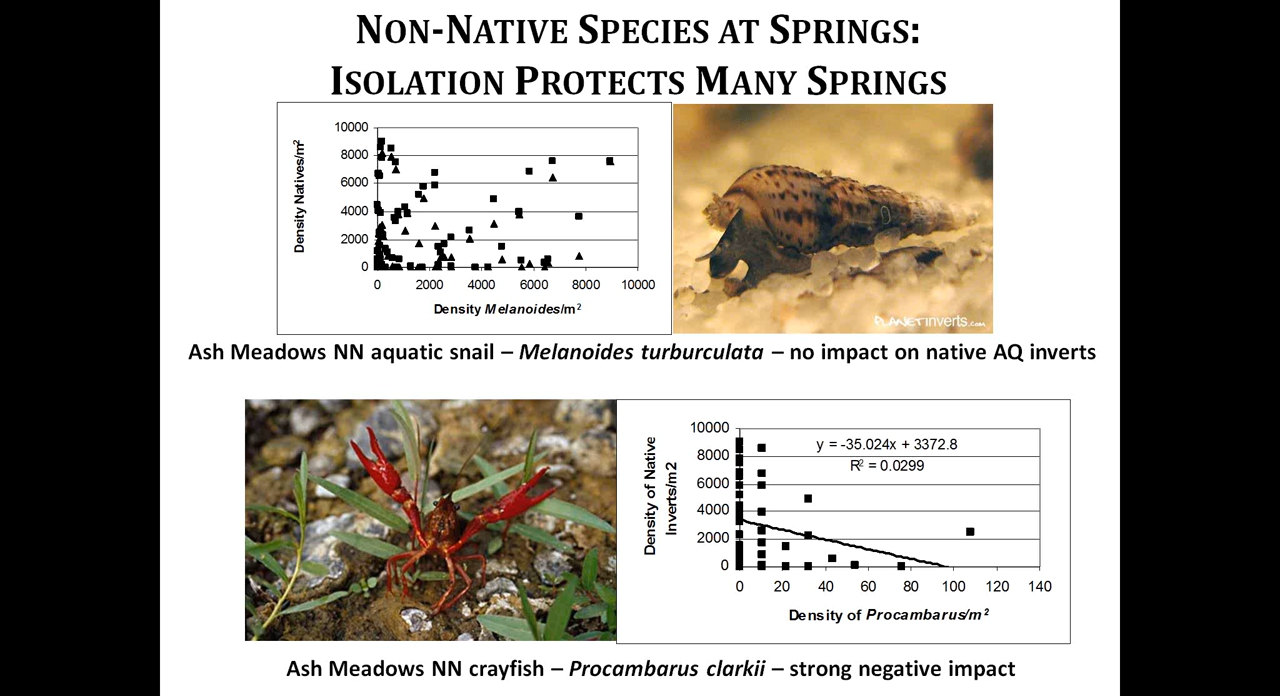 NON-NATIVE SPECIES AT SPRINGS:
ISOLATION PROTECTS MANY SPRINGS
Density Natives/m²
10000
8000
6000
4000
2000
0
0 2000 4000 6000 8000 10000
Density Melanoides/m²
PLANETinverts.com
Ash Meadows NN aquatic snail – Melanoides turburculata – no impact on native AQ inverts
Density of Native
Inverts/m2
10000
8000
6000
4000
2000
0
y = -35.024x + 3372.8
R² = 0.0299
0 20 40 60 80 100 120 140
Density of Procambarus/m²
Ash Meadows NN crayfish – Procambarus clarkii – strong negative impact